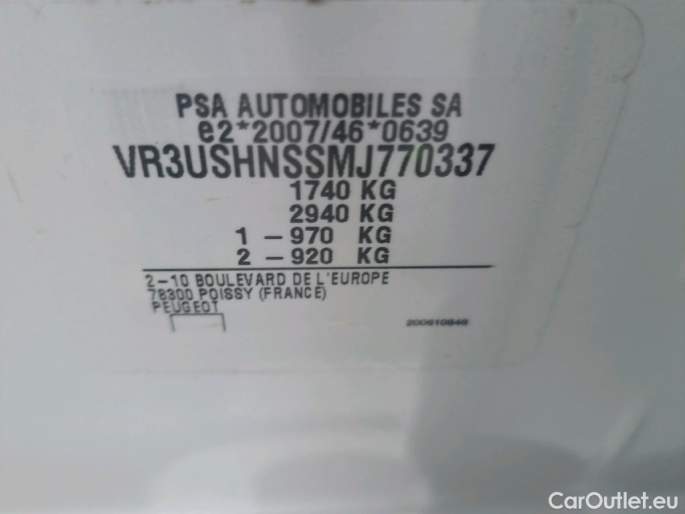 PSA AUTOMOBILES SA
e2*2007/46*0639
VR3USHNSSMJ770337
1740 KG
2940 KG
1 – 970 KG
2 – 920 KG
2–10 BOULEVARD DE L'EUROPE
78300 POISSY (FRANCE)
PEUGEOT
CarOutlet.eu